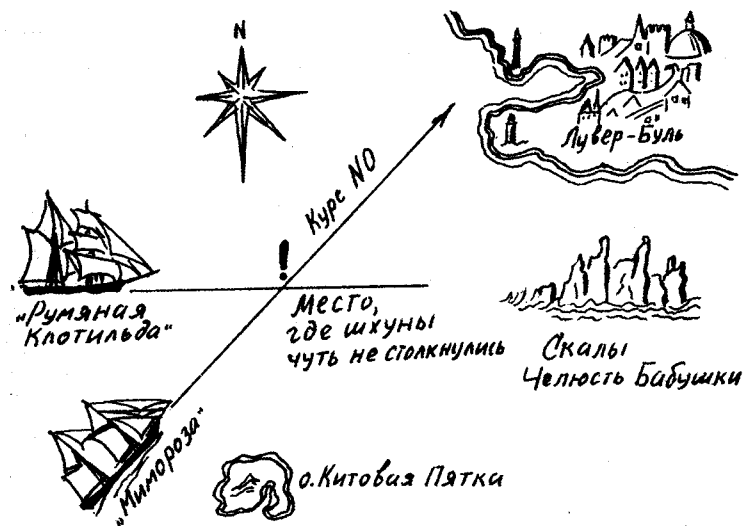 N
Лувер-Буль
Курс NO
!
„Румяная
Клотильда“
Место,
где шхуны
чуть не столкнулись
Скалы
Челюсть Бабушки
„Мимороза“
о. Китовая Пятка